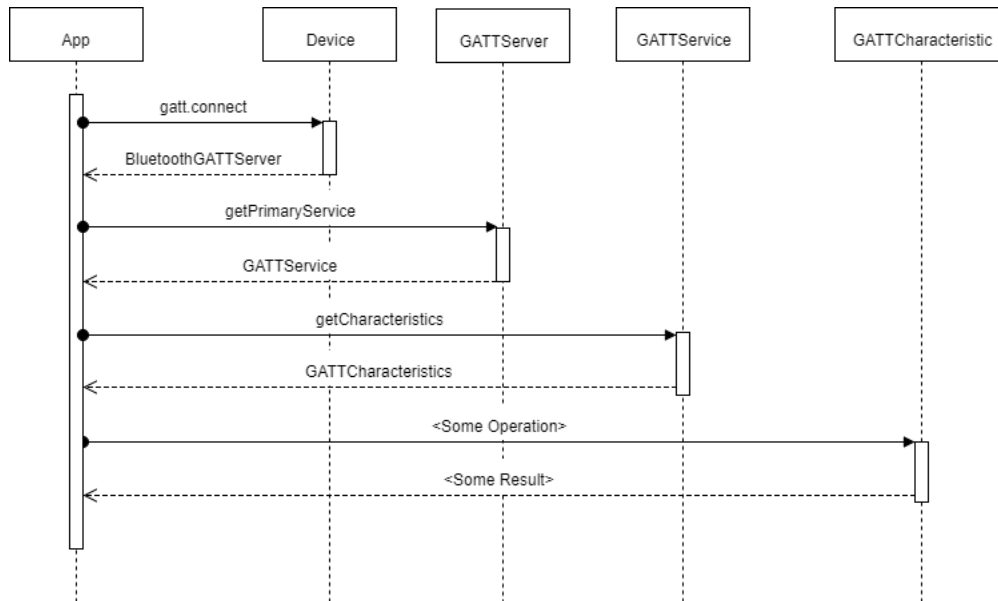 App
Device
GATTServer
GATTService
GATTCharacteristic
gatt.connect
BluetoothGATTServer
getPrimaryService
GATTService
getCharacteristics
GATTCharacteristics
<Some Operation>
<Some Result>